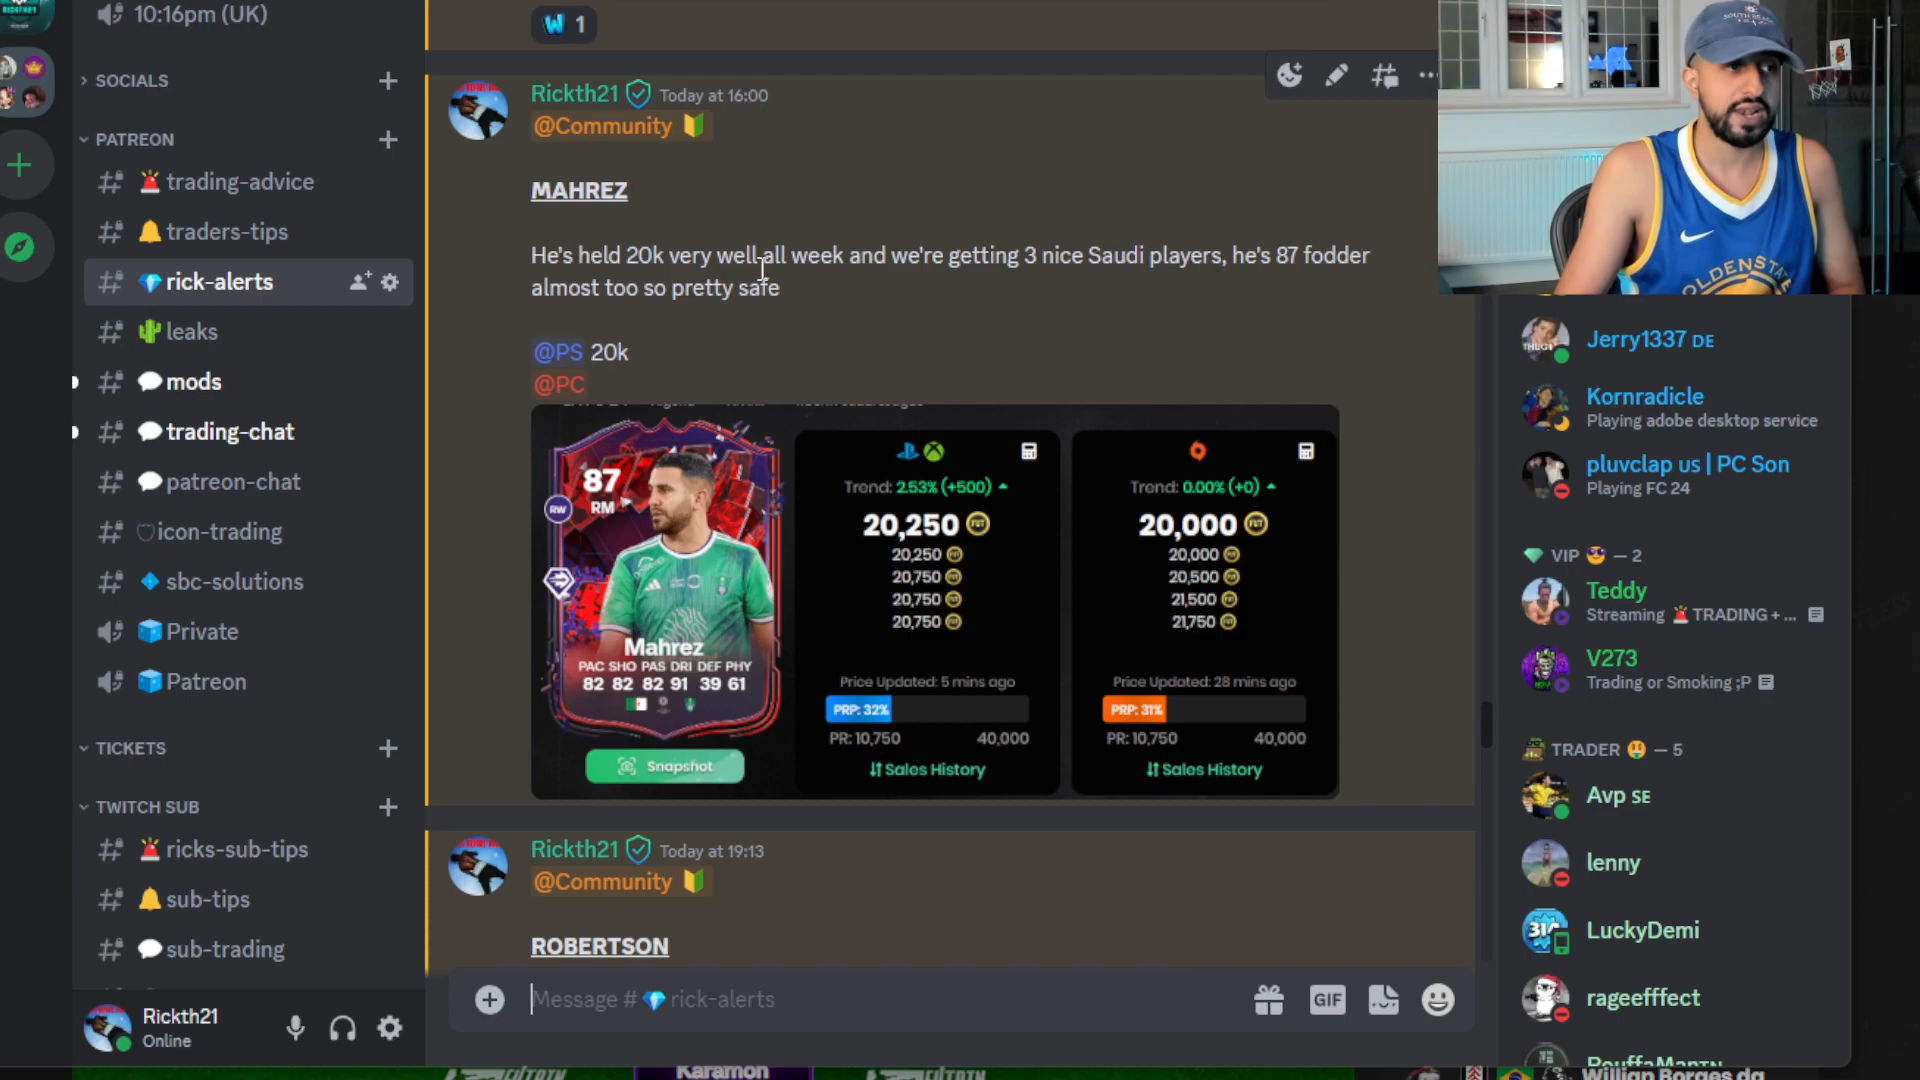 10:16pm (UK)
SOCIALS
PATREON
trading-advice
traders-tips
rick-alerts
leaks
mods
trading-chat
patreon-chat
icon-trading
sbc-solutions
Private
Patreon
TICKETS
TWITCH SUB
ricks-sub-tips
sub-tips
sub-trading
Rickth21
Online
W 1
Rickth21 Today at 16:00
@Community
MAHREZ
He's held 20k very well all week and we're getting 3 nice Saudi players, he's 87 fodder
almost too so pretty safe
@PS 20k
@PC
87
RM
RW
Mahrez
PAC SHO PAS DRI DEF PHY
82 82 82 91 39 61
Snapshot
Trend: 2.53% (+500)
20,250
20,250
20,750
20,750
20,750
Price Updated: 5 mins ago
PRP: 32%
PR: 10,750 40,000
Sales History
Trend: 0.00% (+0)
20,000
20,000
20,500
21,500
21,750
Price Updated: 28 mins ago
PRP: 31%
PR: 10,750 40,000
Sales History
Rickth21 Today at 19:13
@Community
ROBERTSON
Message # rick-alerts
GIF
Jerry1337 DE
Kornradicle
Playing adobe desktop service
pluvclap US | PC Son
Playing FC 24
VIP — 2
Teddy
Streaming TRADING + ...
V273
Trading or Smoking ;P
TRADER — 5
Avp SE
lenny
LuckyDemi
rageefffect
Karamon
Willian Borges da